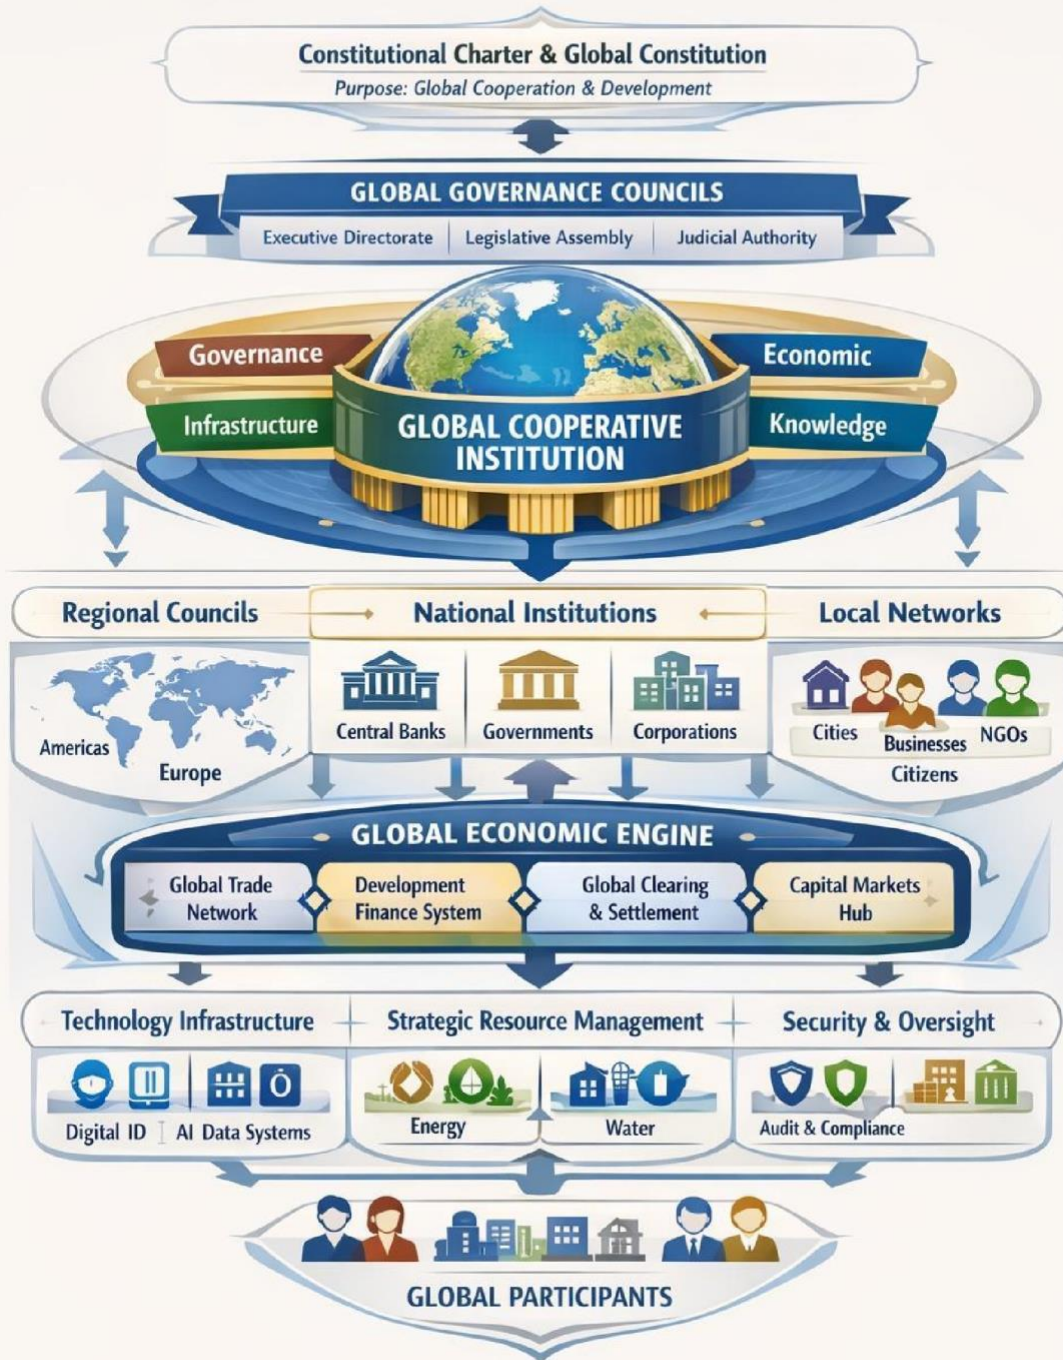 Constitutional Charter & Global Constitution
Purpose: Global Cooperation & Development
GLOBAL GOVERNANCE COUNCILS
Executive Directorate
Legislative Assembly
Judicial Authority
Governance
Economic
Infrastructure
Knowledge
GLOBAL COOPERATIVE
INSTITUTION
Regional Councils
National Institutions
Local Networks
Americas
Europe
Central Banks
Governments
Corporations
Cities
Businesses
NGOs
Citizens
GLOBAL ECONOMIC ENGINE
Global Trade
Network
Development
Finance System
Global Clearing
& Settlement
Capital Markets
Hub
Technology Infrastructure
Strategic Resource Management
Security & Oversight
Digital ID
AI Data Systems
Energy
Water
Audit & Compliance
GLOBAL PARTICIPANTS